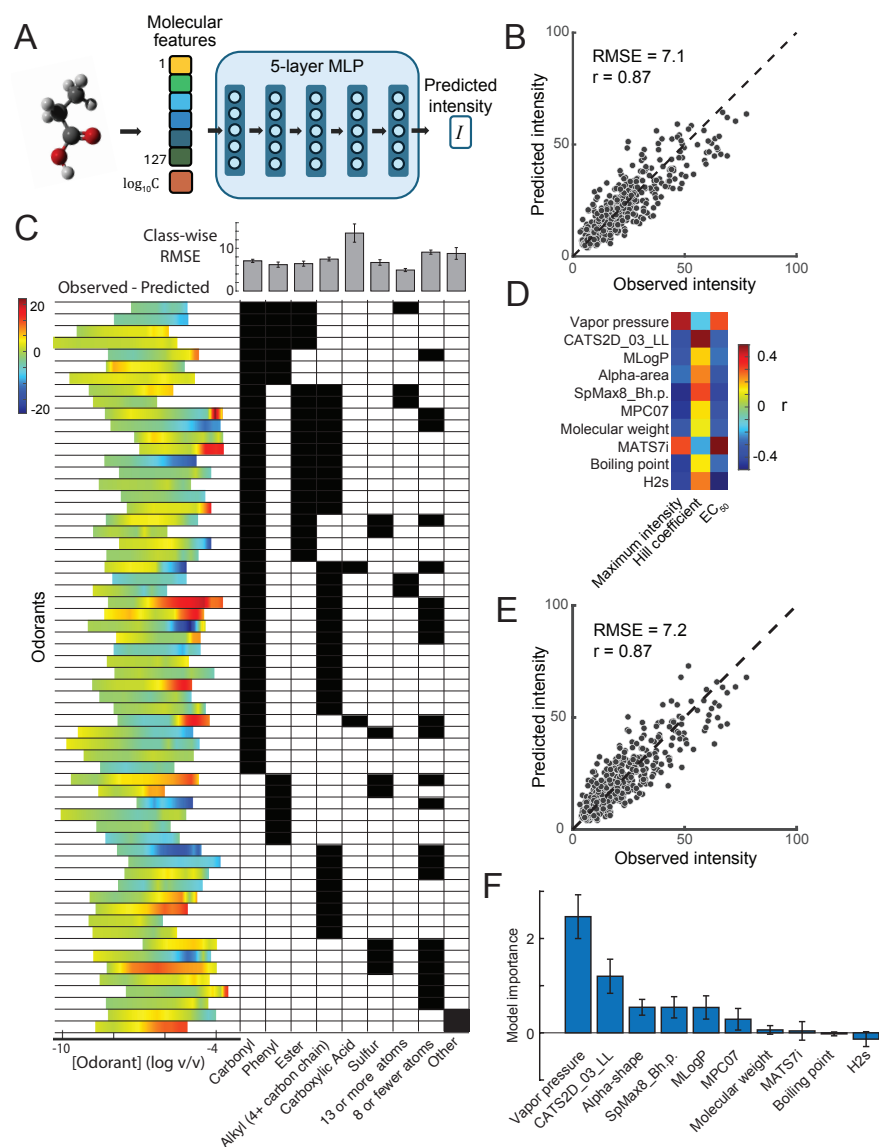 A
Molecular
features
1
127
log₁₀C
5-layer MLP
Predicted
intensity
I
B
RMSE = 7.1
r = 0.87
100
50
0
0
50
100
Predicted intensity
Observed intensity
C
Class-wise
RMSE
10
0
Observed - Predicted
20
0
-20
Odorants
-10
-4
[Odorant] (log v/v)
Carbonyl
Phenyl
Ester
Alkyl (4+ carbon chain)
Carboxylic Acid
Sulfur
13 or more atoms
8 or fewer atoms
Other
D
Vapor pressure
CATS2D_03_LL
MLogP
Alpha-area
SpMax8_Bh.p.
MPC07
Molecular weight
MATS7i
Boiling point
H2s
0.4
0
-0.4
r
Maximum intensity
Hill coefficient
EC₅₀
E
RMSE = 7.2
r = 0.87
100
50
0
0
50
100
Predicted intensity
Observed intensity
F
Model importance
2
0
Vapor pressure
CATS2D_03_LL
Alpha-shape
SpMax8_Bh.p.
MLogP
MPC07
Molecular weight
MATS7i
Boiling point
H2s